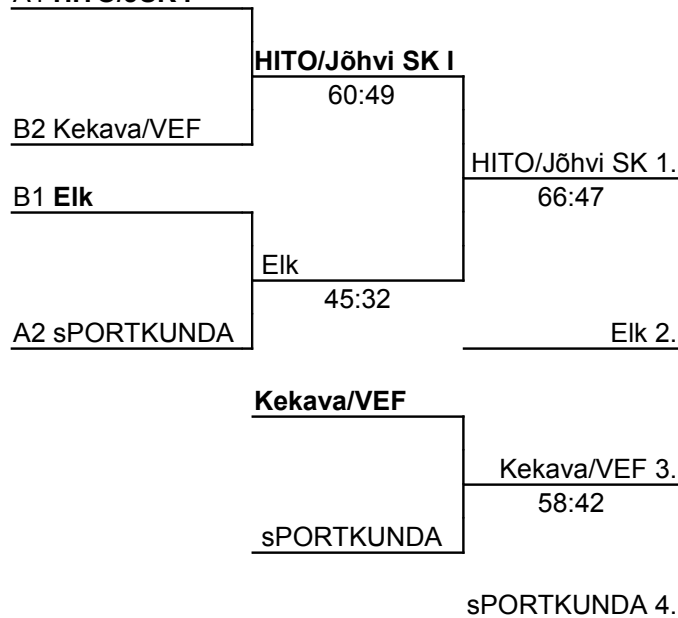 HITO/Jõhvi SK I
60:49
B2 Kekava/VEF
HITO/Jõhvi SK 1.
66:47
B1 Elk
Elk
45:32
A2 sPORTKUNDA
Elk 2.
Kekava/VEF
Kekava/VEF 3.
58:42
sPORTKUNDA
sPORTKUNDA 4.